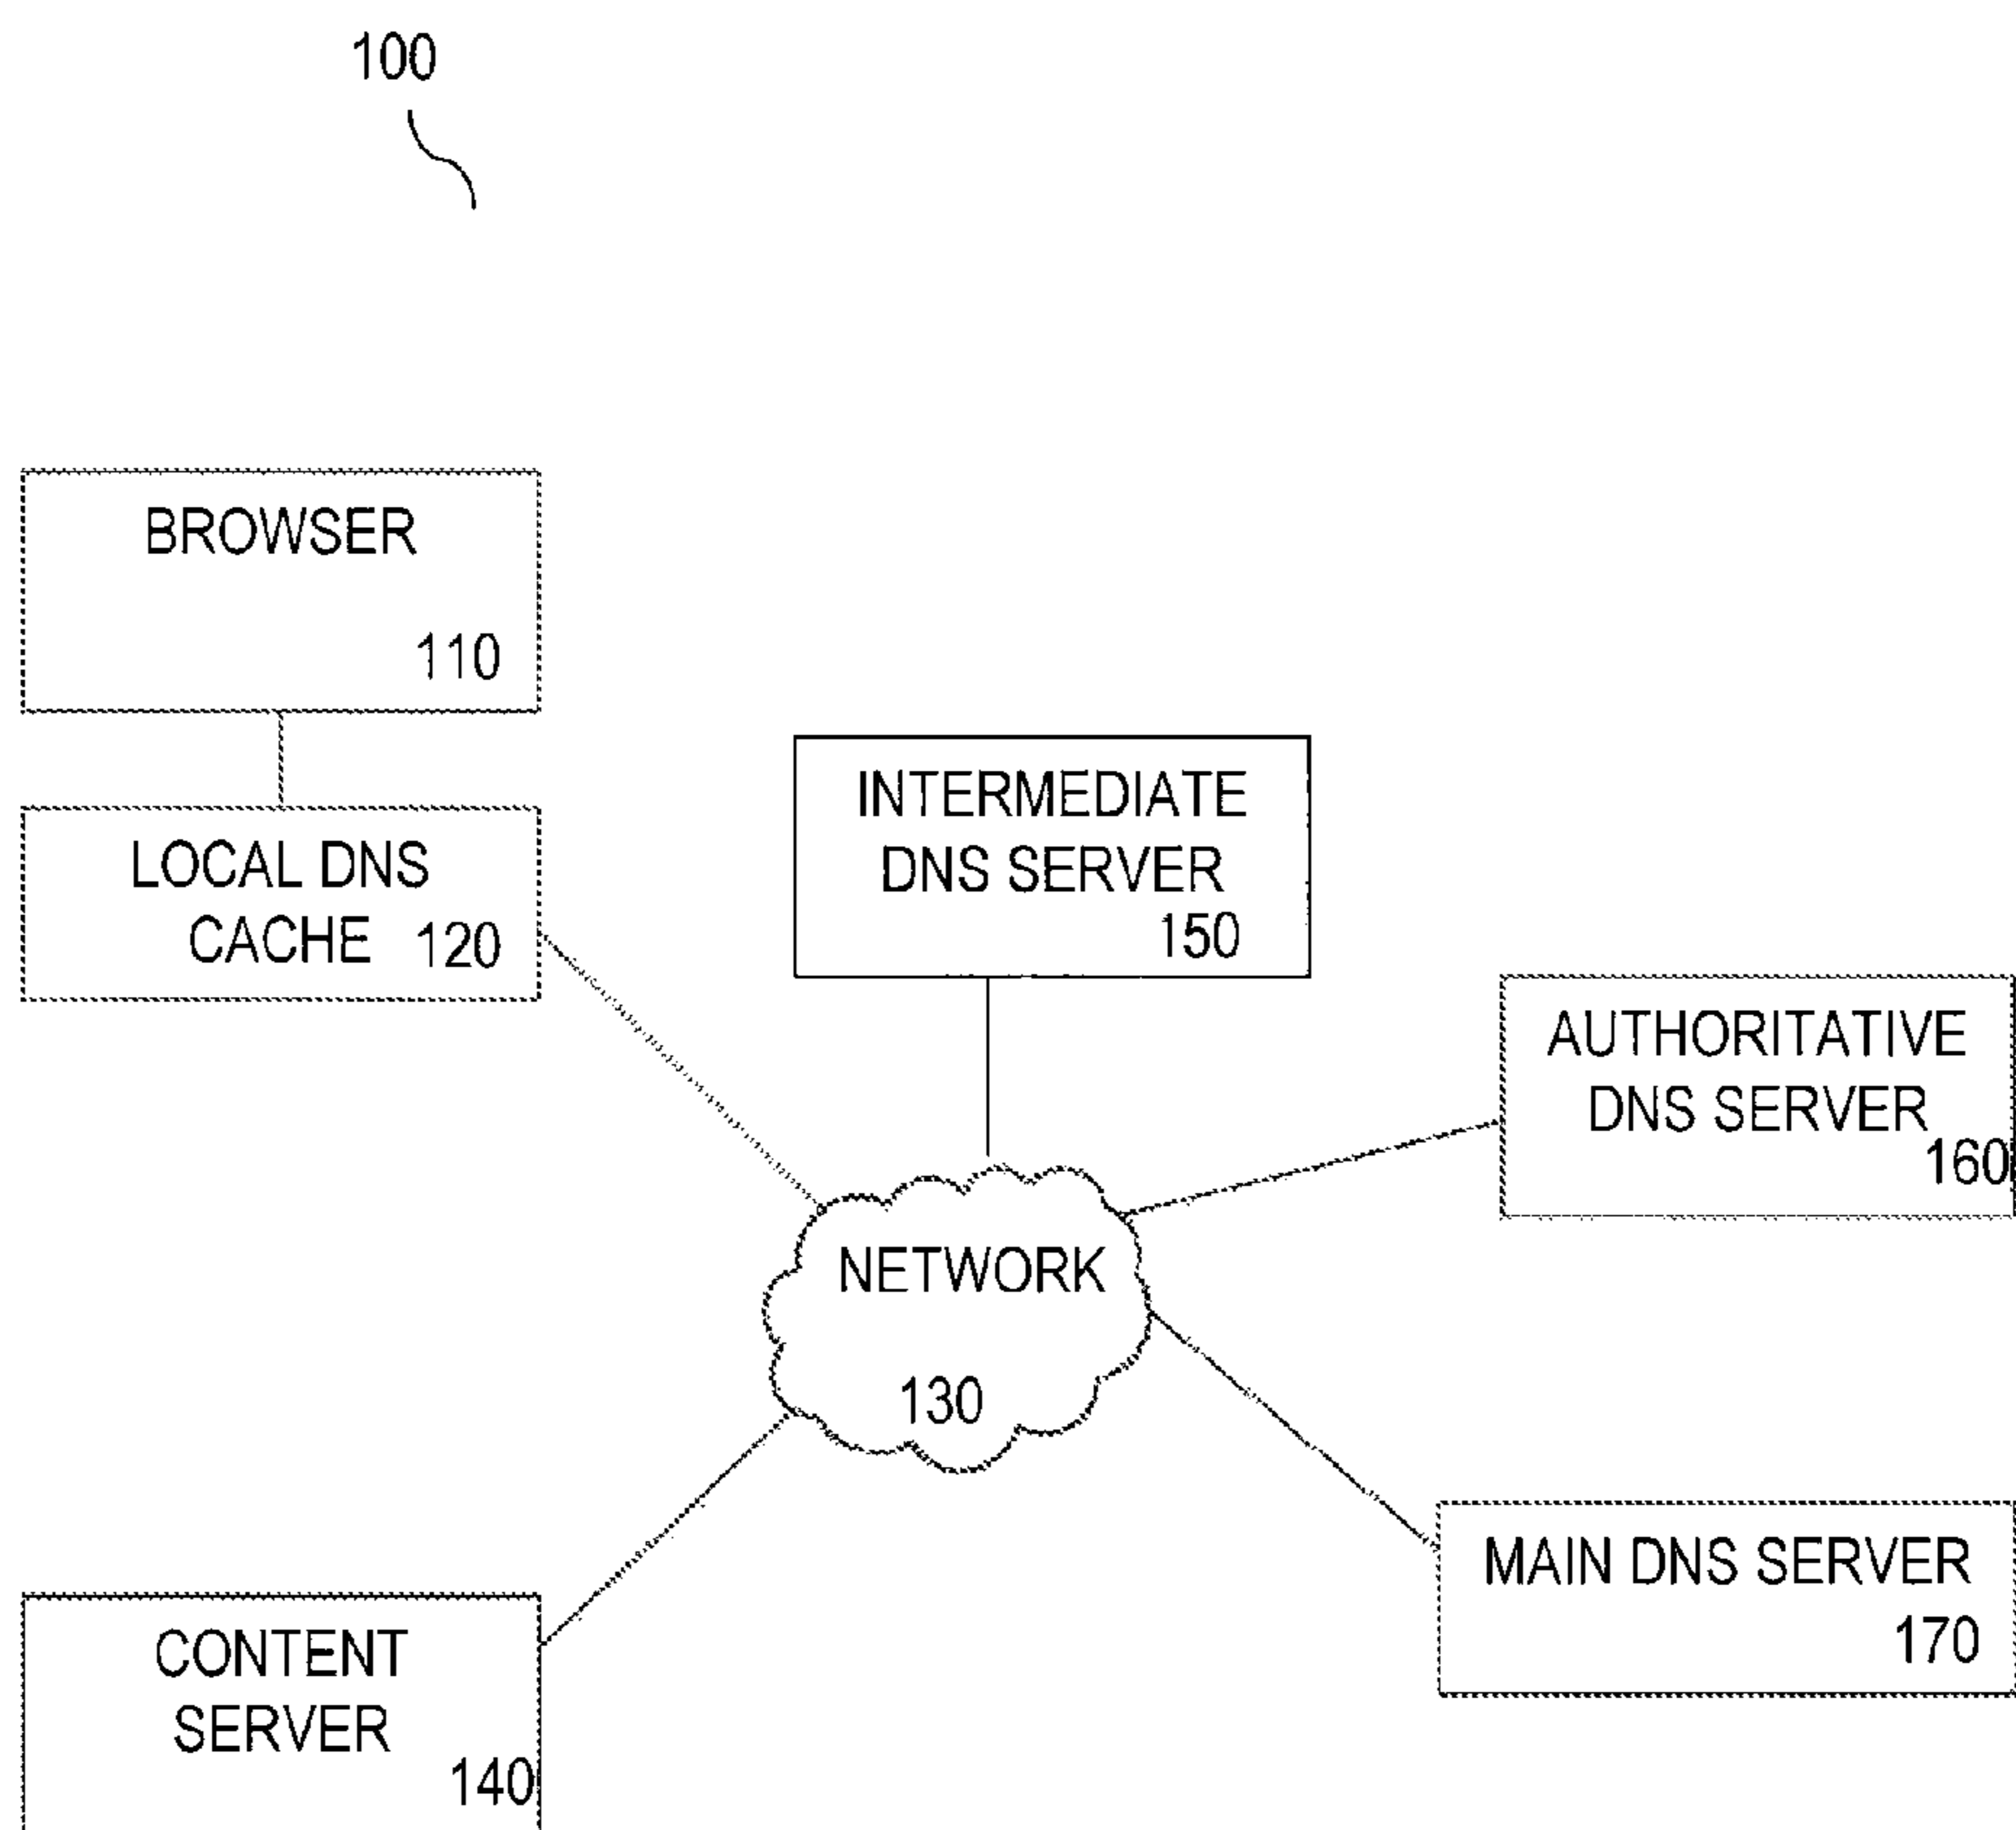 100
BROWSER
110
LOCAL DNS
CACHE 120
INTERMEDIATE
DNS SERVER
150
AUTHORITATIVE
DNS SERVER
160
NETWORK
130
MAIN DNS SERVER
170
CONTENT
SERVER
140